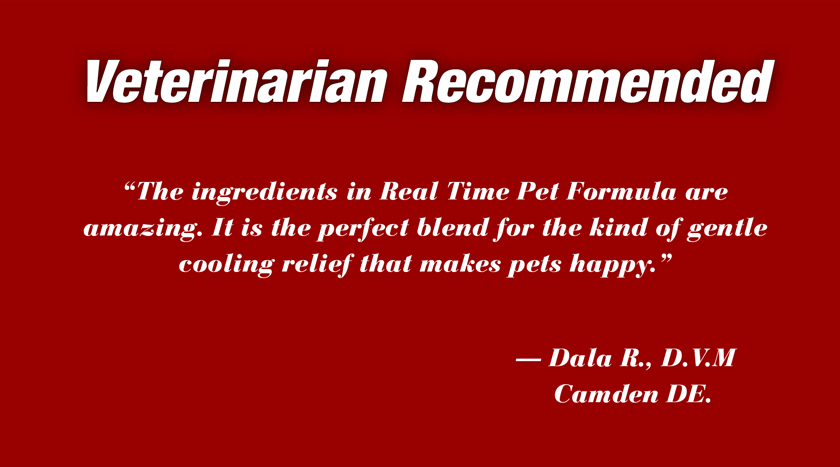 Veterinarian Recommended
“The ingredients in Real Time Pet Formula are
amazing. It is the perfect blend for the kind of gentle
cooling relief that makes pets happy.”
— Dala R., D.V.M
Camden DE.